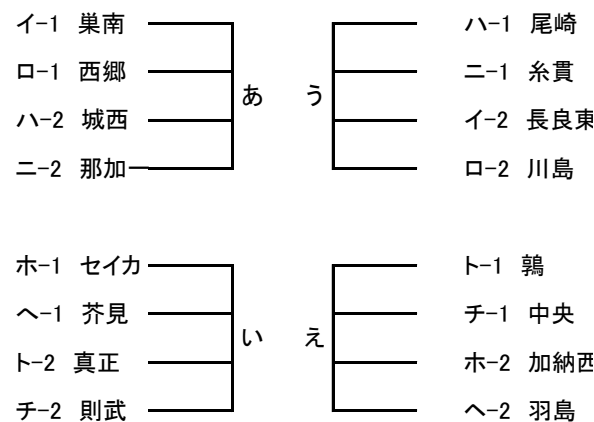 イ-1 巣南
ロ-1 西郷
ハ-2 城西
ニ-2 那加一
あ
ハ-1 尾崎
ニ-1 糸貫
イ-2 長良東
ロ-2 川島
う
ホ-1 セイカ
ヘ-1 芥見
ト-2 真正
チ-2 則武
い
ト-1 鶉
チ-1 中央
ホ-2 加納西
ヘ-2 羽島
え